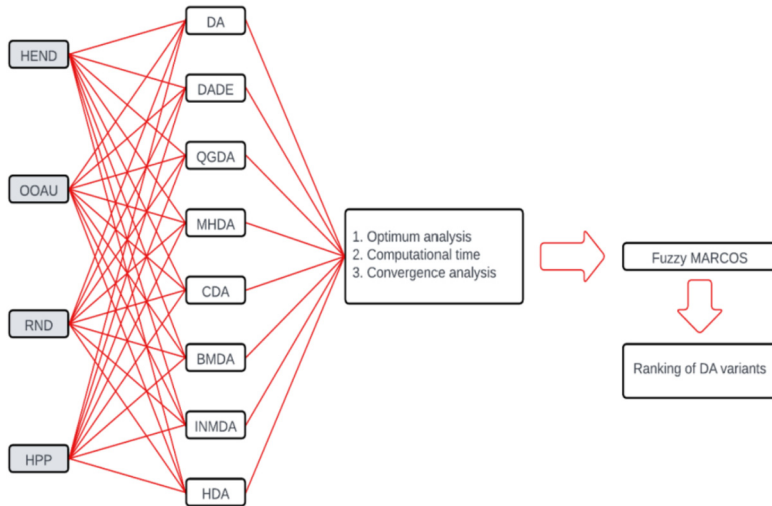 HEND
OOAU
RND
HPP
DA
DADE
QGDA
MHDA
CDA
BMDA
INMDA
HDA
1. Optimum analysis
2. Computational time
3. Convergence analysis
Fuzzy MARCOS
Ranking of DA variants